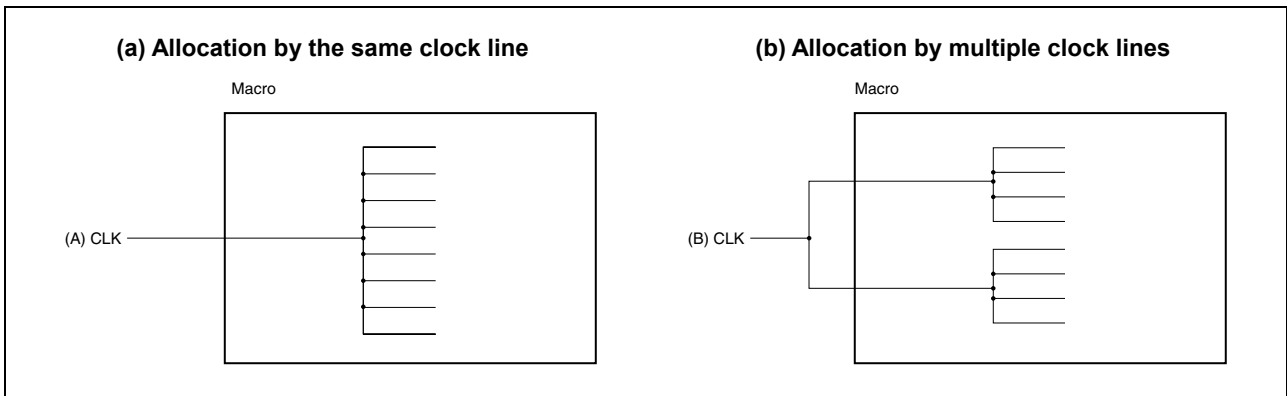 (a) Allocation by the same clock line
Macro
(A) CLK
(b) Allocation by multiple clock lines
Macro
(B) CLK